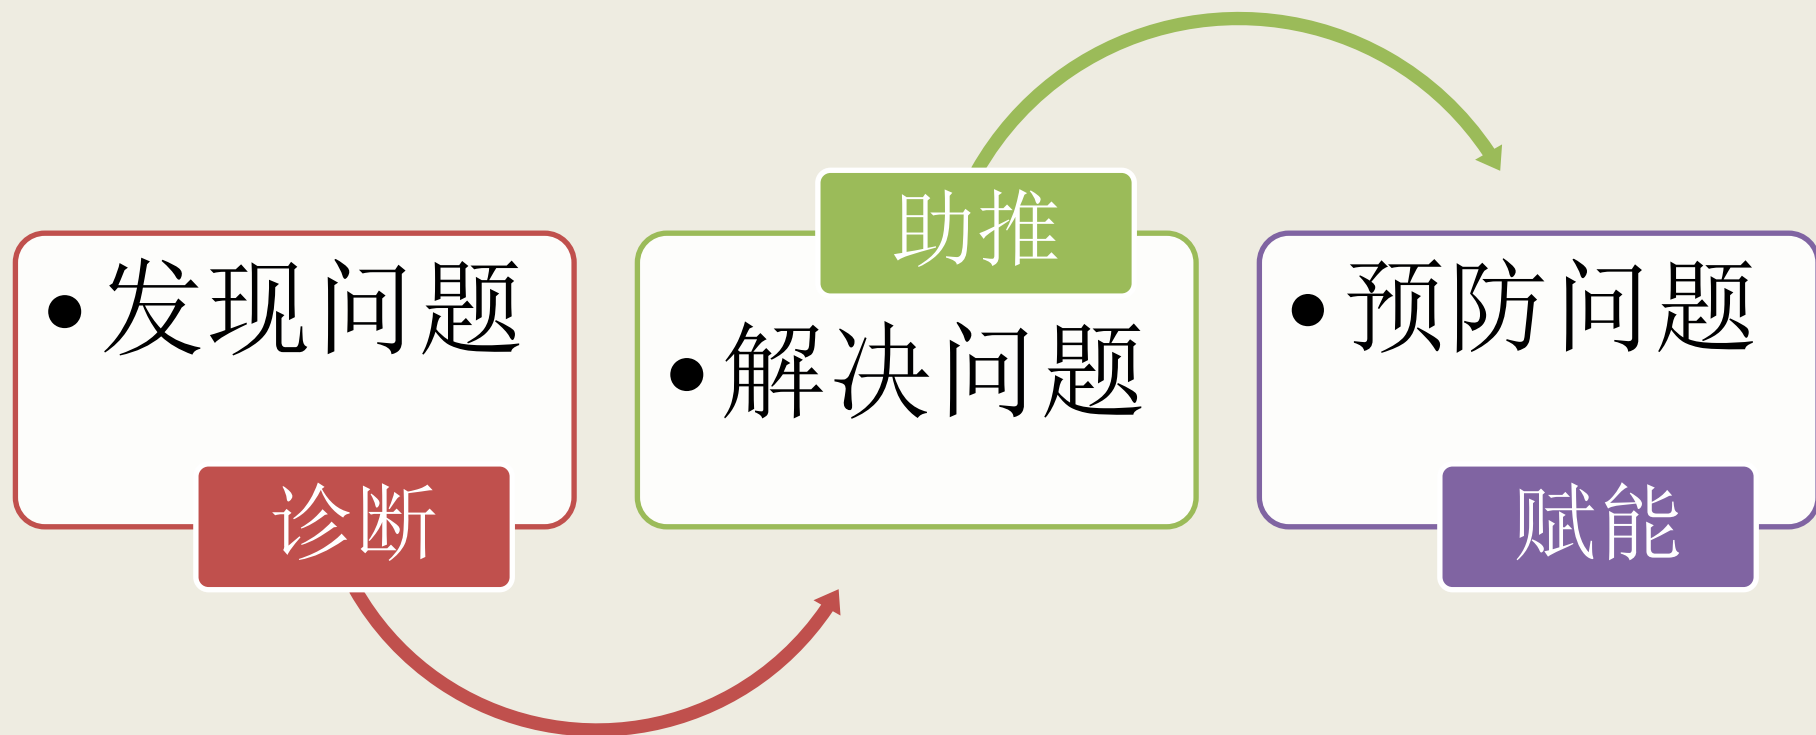 • 发现问题
诊断
助推
• 解决问题
• 预防问题
赋能